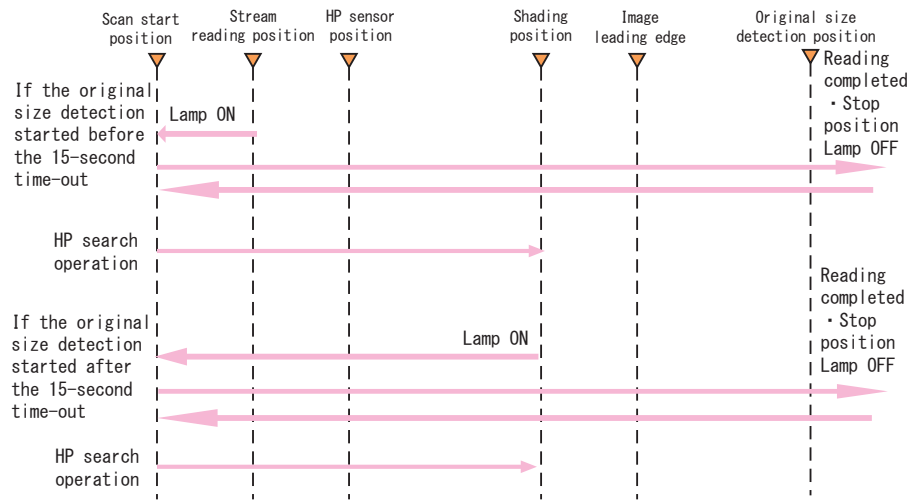 Scan start
position
Stream
reading position
HP sensor
position
Shading
position
Image
leading edge
Original size
detection position
If the original
size detection
started before
the 15-second
time-out
Lamp ON
Reading
completed
・Stop
position
Lamp OFF
HP search
operation
If the original
size detection
started after
the 15-second
time-out
Lamp ON
Reading
completed
・Stop
position
Lamp OFF
HP search
operation